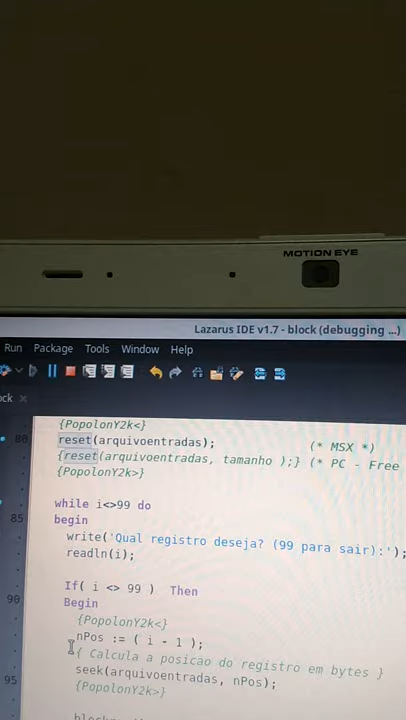 MOTION EYE
Lazarus IDE v1.7 - block (debugging ...)
Run Package Tools Window Help
ock
{PopolonY2k<}
80 reset(arquivoentradas); (* MSX *)
{reset(arquivoentradas, tamanho );} (* PC - Free
{PopolonY2k>}
while i<>99 do
85 begin
write('Qual registro deseja? (99 para sair):');
readln(i);
If( i <> 99 ) Then
90 Begin
{PopolonY2k<}
nPos := ( i - 1 );
{ Calcula a posicao do registro em bytes }
seek(arquivoentradas, nPos);
95 {PopolonY2k>}